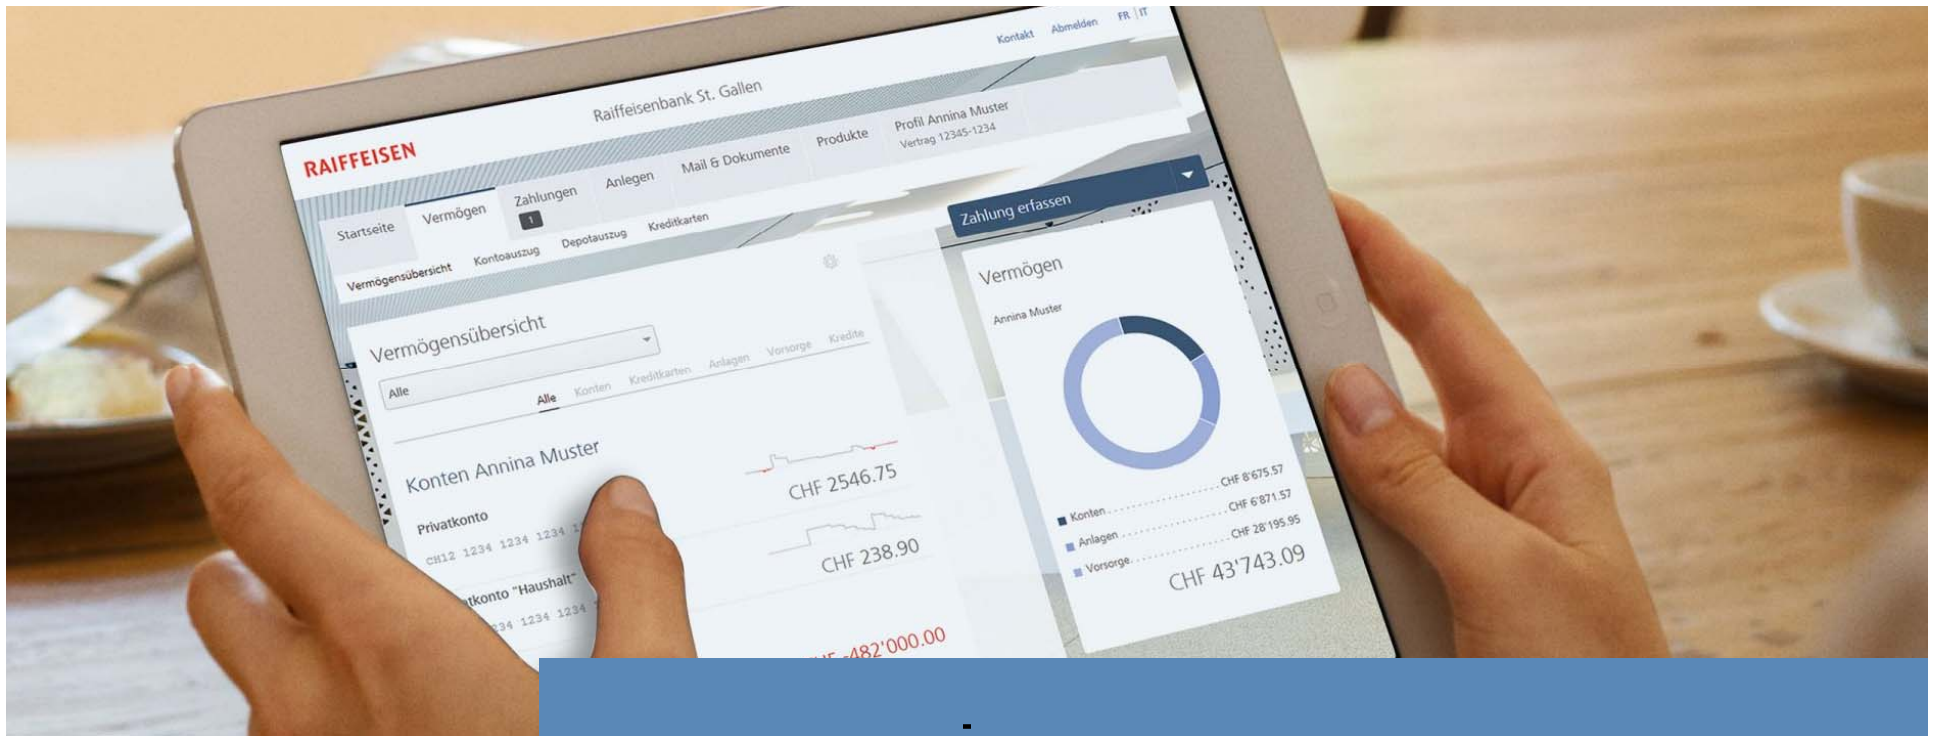 Kontakt Abmelden FR | IT
Raiffeisenbank St. Gallen
RAIFFEISEN
Startseite Vermögen Zahlungen Anlegen Mail & Dokumente Produkte Profil Annina Muster
1 Vertrag 12345-1234
Vermögensübersicht Kontoauszug Depotauszug Kreditkarten
Zahlung erfassen
Vermögensübersicht
Alle
Alle Konten Kreditkarten Anlagen Vorsorge Kredite
Konten Annina Muster
Privatkonto
CH12 1234 1234 1234
CHF 2546.75
tkonto "Haushalt"
234 1234 1234
CHF 238.90
-482'000.00
Vermögen
Annina Muster
Konten CHF 8'675.57
Anlagen CHF 6'871.57
Vorsorge CHF 28'195.95
CHF 43'743.09
-